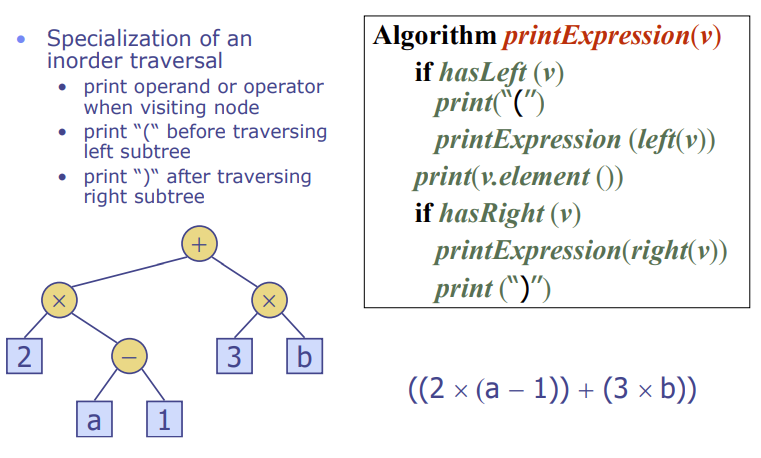 Specialization of an
inorder traversal
print operand or operator
when visiting node
print “(“ before traversing
left subtree
print “)“ after traversing
right subtree
Algorithm printExpression(v)
if hasLeft (v)
print(“(”)
printExpression (left(v))
print(v.element ())
if hasRight (v)
printExpression(right(v))
print (“)”)
+
× ×
2 − 3 b
a 1
((2 × (a − 1)) + (3 × b))